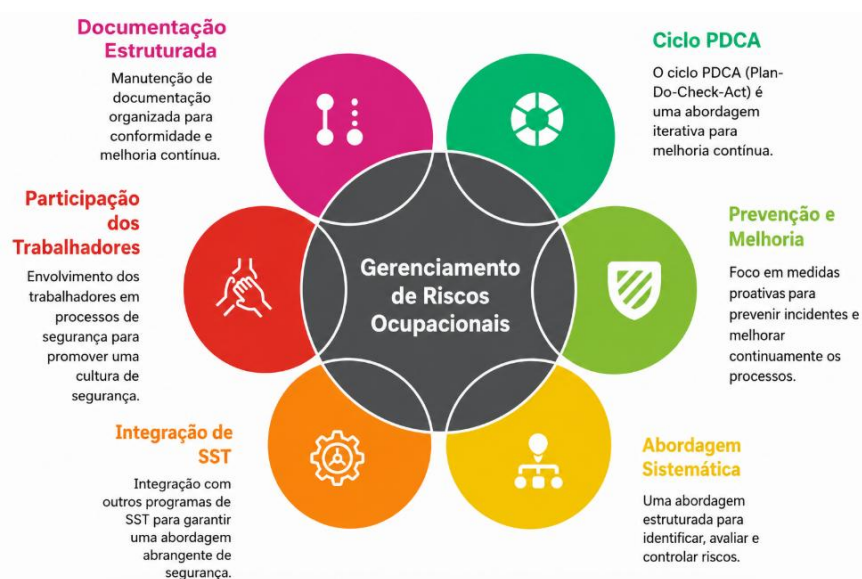 Documentação
Estruturada
Manutenção de
documentação
organizada para
conformidade e
melhoria contínua.
Ciclo PDCA
O ciclo PDCA (Plan-
Do-Check-Act) é
uma abordagem
iterativa para
melhoria contínua.
Participação
dos
Trabalhadores
Envolvimento dos
trabalhadores em
processos de
segurança para
promover uma
cultura de
segurança.
Gerenciamento
de Riscos
Ocupacionais
Prevenção e
Melhoria
Foco em medidas
proativas para
prevenir incidentes e
melhorar
continuamente os
processos.
Integração de
SST
Integração com
outros programas de
SST para garantir
uma abordagem
abrangente de
segurança.
Abordagem
Sistemática
Uma abordagem
estruturada para
identificar, avaliar e
controlar riscos.